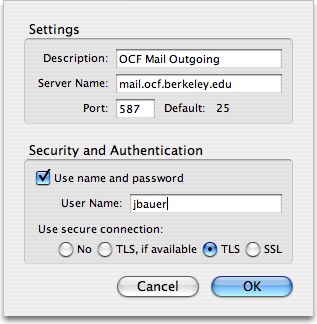 Settings
Description: OCF Mail Outgoing
Server Name: mail.ocf.berkeley.edu
Port: 587 Default: 25
Security and Authentication
Use name and password
User Name: jbauer
Use secure connection:
No TLS, if available TLS SSL
Cancel OK